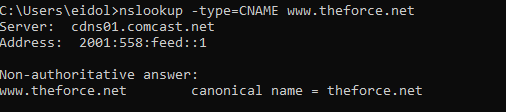 C:\Users\eidol>nslookup -type=CNAME www.theforce.net
Server:  cdns01.comcast.net
Address:  2001:558:feed::1

Non-authoritative answer:
www.theforce.net        canonical name = theforce.net